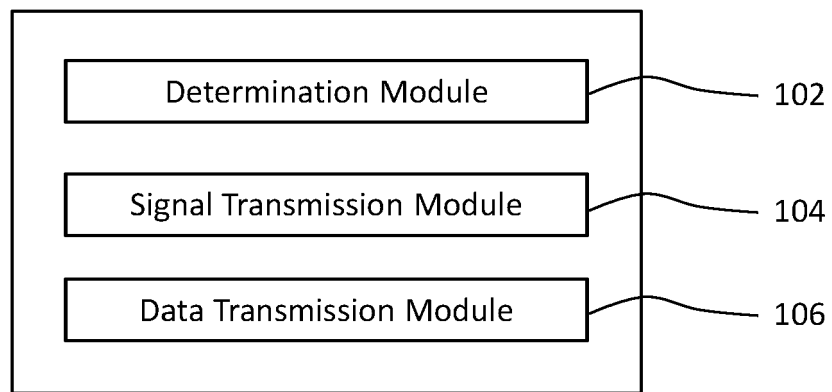 Determination Module 102
Signal Transmission Module 104
Data Transmission Module 106